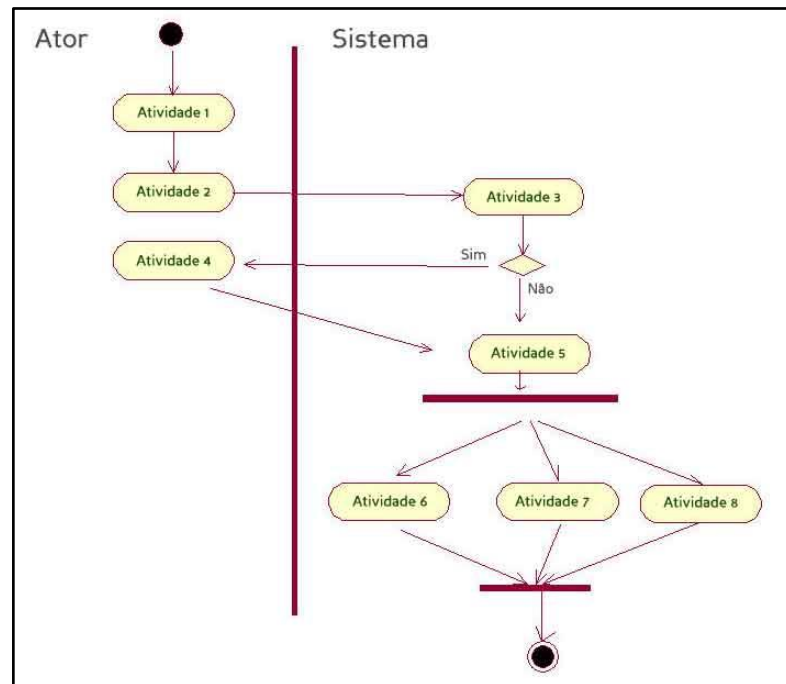 Ator
Sistema
Atividade 1
Atividade 2
Atividade 3
Atividade 4
Sim
Não
Atividade 5
Atividade 6
Atividade 7
Atividade 8